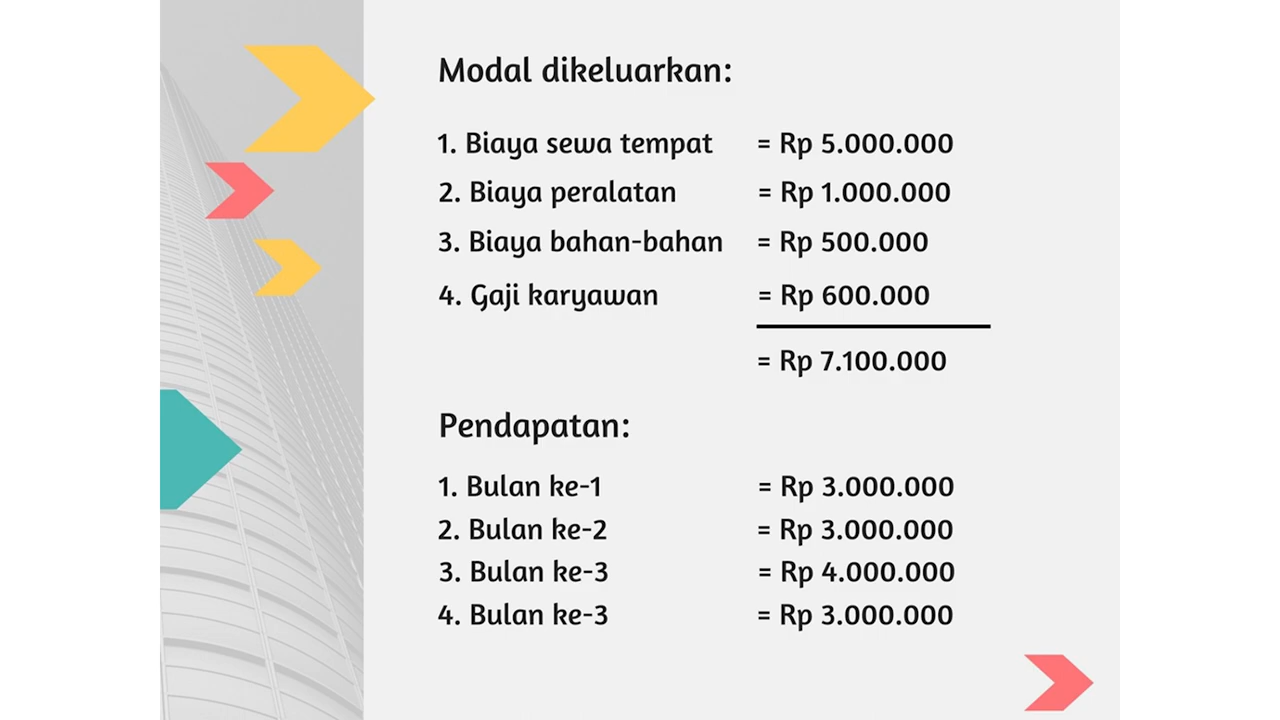 Modal dikeluarkan:
1. Biaya sewa tempat = Rp 5.000.000
2. Biaya peralatan = Rp 1.000.000
3. Biaya bahan-bahan = Rp 500.000
4. Gaji karyawan = Rp 600.000
= Rp 7.100.000
Pendapatan:
1. Bulan ke-1 = Rp 3.000.000
2. Bulan ke-2 = Rp 3.000.000
3. Bulan ke-3 = Rp 4.000.000
4. Bulan ke-3 = Rp 3.000.000